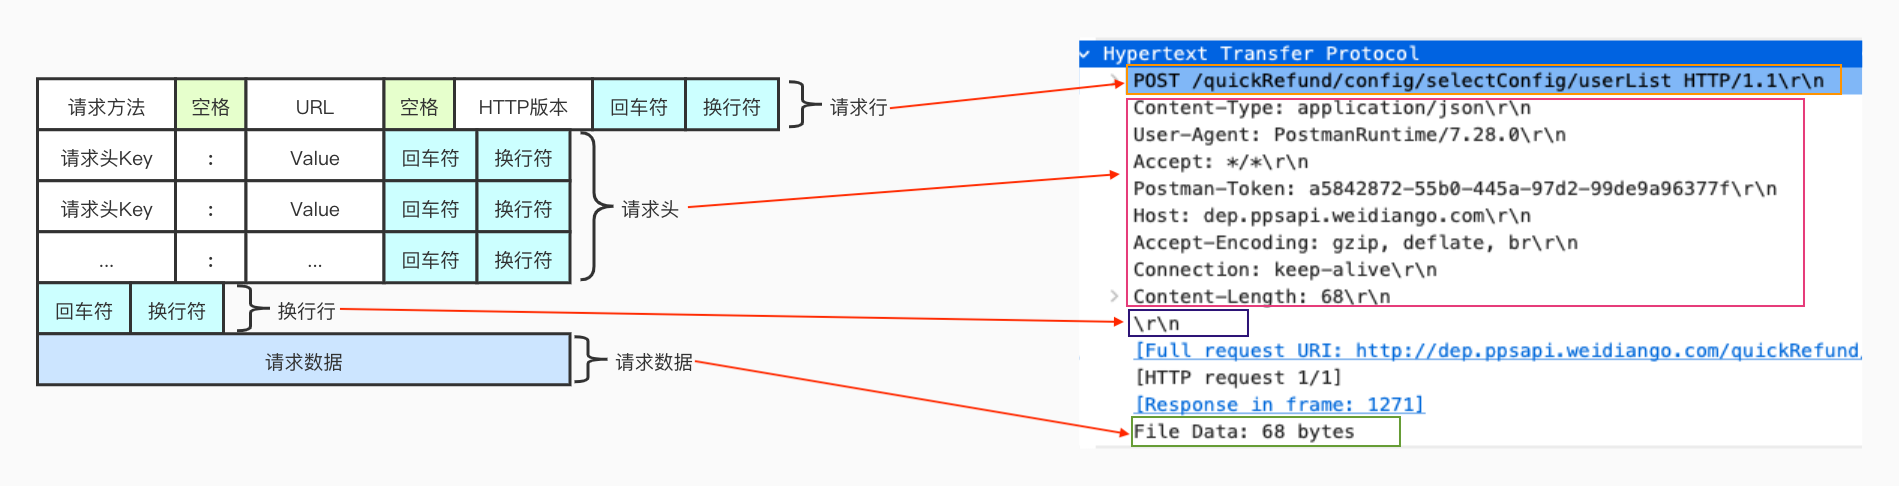 请求方法 空格 URL 空格 HTTP版本 回车符 换行符 请求行
请求头Key : Value 回车符 换行符
请求头Key : Value 回车符 换行符 请求头
... : ... 回车符 换行符
回车符 换行符 换行行
请求数据 请求数据
Hypertext Transfer Protocol
POST /quickRefund/config/selectConfig/userList HTTP/1.1\r\n
Content-Type: application/json\r\n
User-Agent: PostmanRuntime/7.28.0\r\n
Accept: */*\r\n
Postman-Token: a5842872-55b0-445a-97d2-99de9a96377f\r\n
Host: dep.ppsapi.weidiango.com\r\n
Accept-Encoding: gzip, deflate, br\r\n
Connection: keep-alive\r\n
Content-Length: 68\r\n
\r\n
[Full request URI: http://dep.ppsapi.weidiango.com/quickRefund/
[HTTP request 1/1]
[Response in frame: 1271]
File Data: 68 bytes